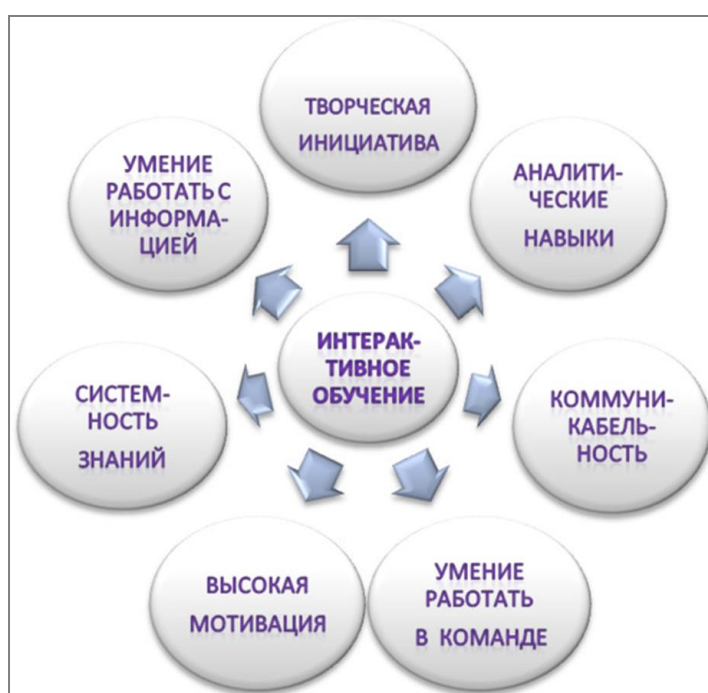 ТВОРЧЕСКАЯ
ИНИЦИАТИВА
АНАЛИТИ-
ЧЕСКИЕ
НАВЫКИ
КОММУНИ-
КАБЕЛЬ-
НОСТЬ
УМЕНИЕ
РАБОТАТЬ
В КОМАНДЕ
ВЫСОКАЯ
МОТИВАЦИЯ
СИСТЕМ-
НОСТЬ
ЗНАНИЙ
УМЕНИЕ
РАБОТАТЬ С
ИНФОРМА-
ЦИЕЙ
ИНТЕРАК-
ТИВНОЕ
ОБУЧЕНИЕ